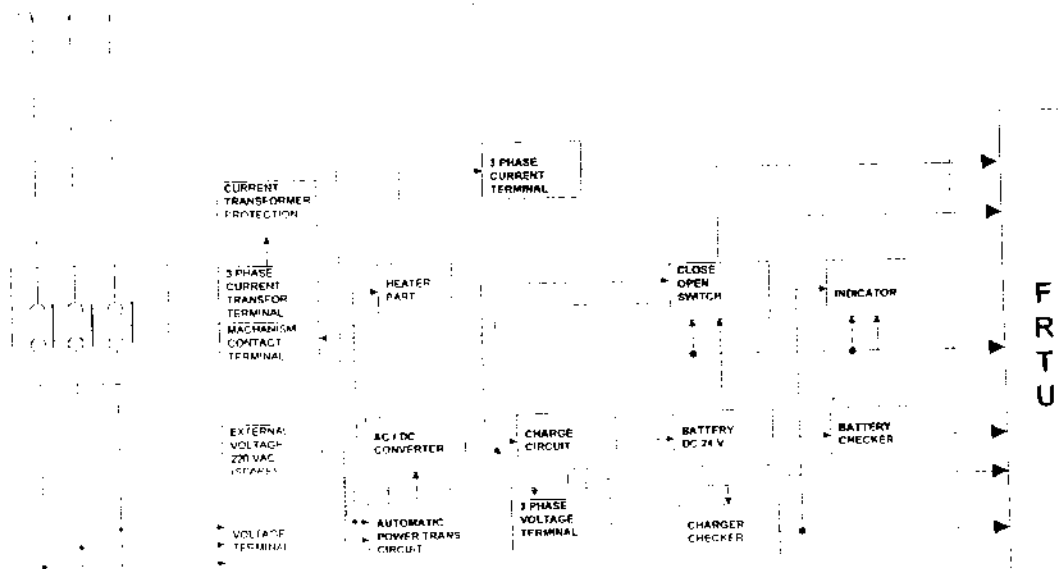 3 PHASE
CURRENT
TERMINAL
CURRENT
TRANSFORMER
PROTECTION
3 PHASE
CURRENT
TRANSFOR
TERMINAL
MACHANISM
CONTACT
TERMINAL
HEATER
PART
CLOSE
OPEN
SWITCH
INDICATOR
F
R
T
U
EXTERNAL
VOLTAGE
220 VAC
(SPARE)
AC / DC
CONVERTER
CHARGE
CIRCUIT
BATTERY
DC 24 V
BATTERY
CHECKER
VOLTAGE
TERMINAL
AUTOMATIC
POWER TRANS
CIRCUIT
3 PHASE
VOLTAGE
TERMINAL
CHARGER
CHECKER